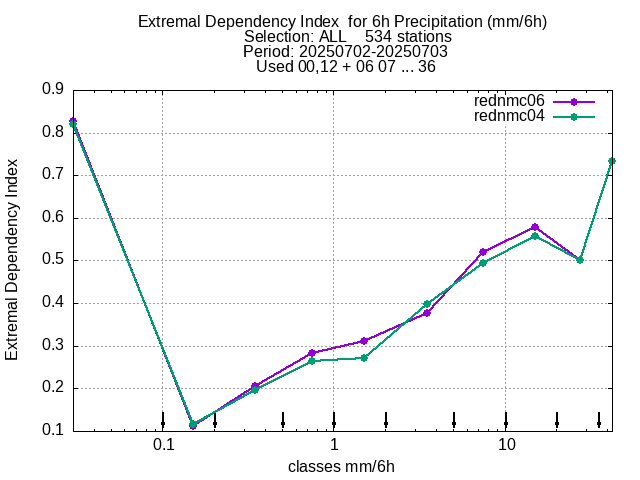 Extremal Dependency Index  for 6h Precipitation (mm/6h)
Selection: ALL    534 stations
Period: 20250702-20250703
Used 00,12 + 06 07 ... 36
rednmc06
rednmc04
0.9
0.8
0.7
0.6
0.5
0.4
0.3
0.2
0.1
Extremal Dependency Index
0.1 1 10
classes mm/6h